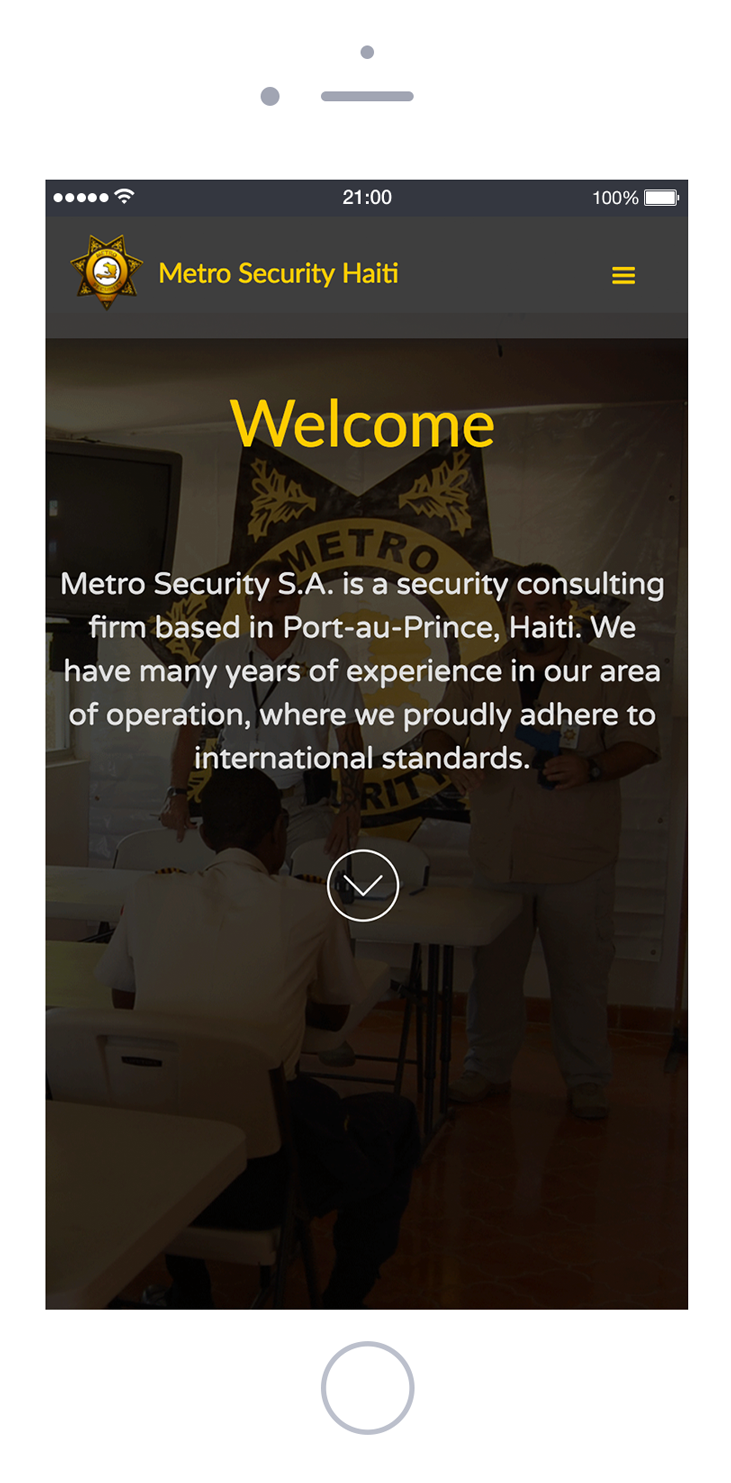 21:00
100%
Metro Security Haiti
Welcome
METRO
Metro Security S.A. is a security consulting
firm based in Port-au-Prince, Haiti. We
have many years of experience in our area
of operation, where we proudly adhere to
international standards.